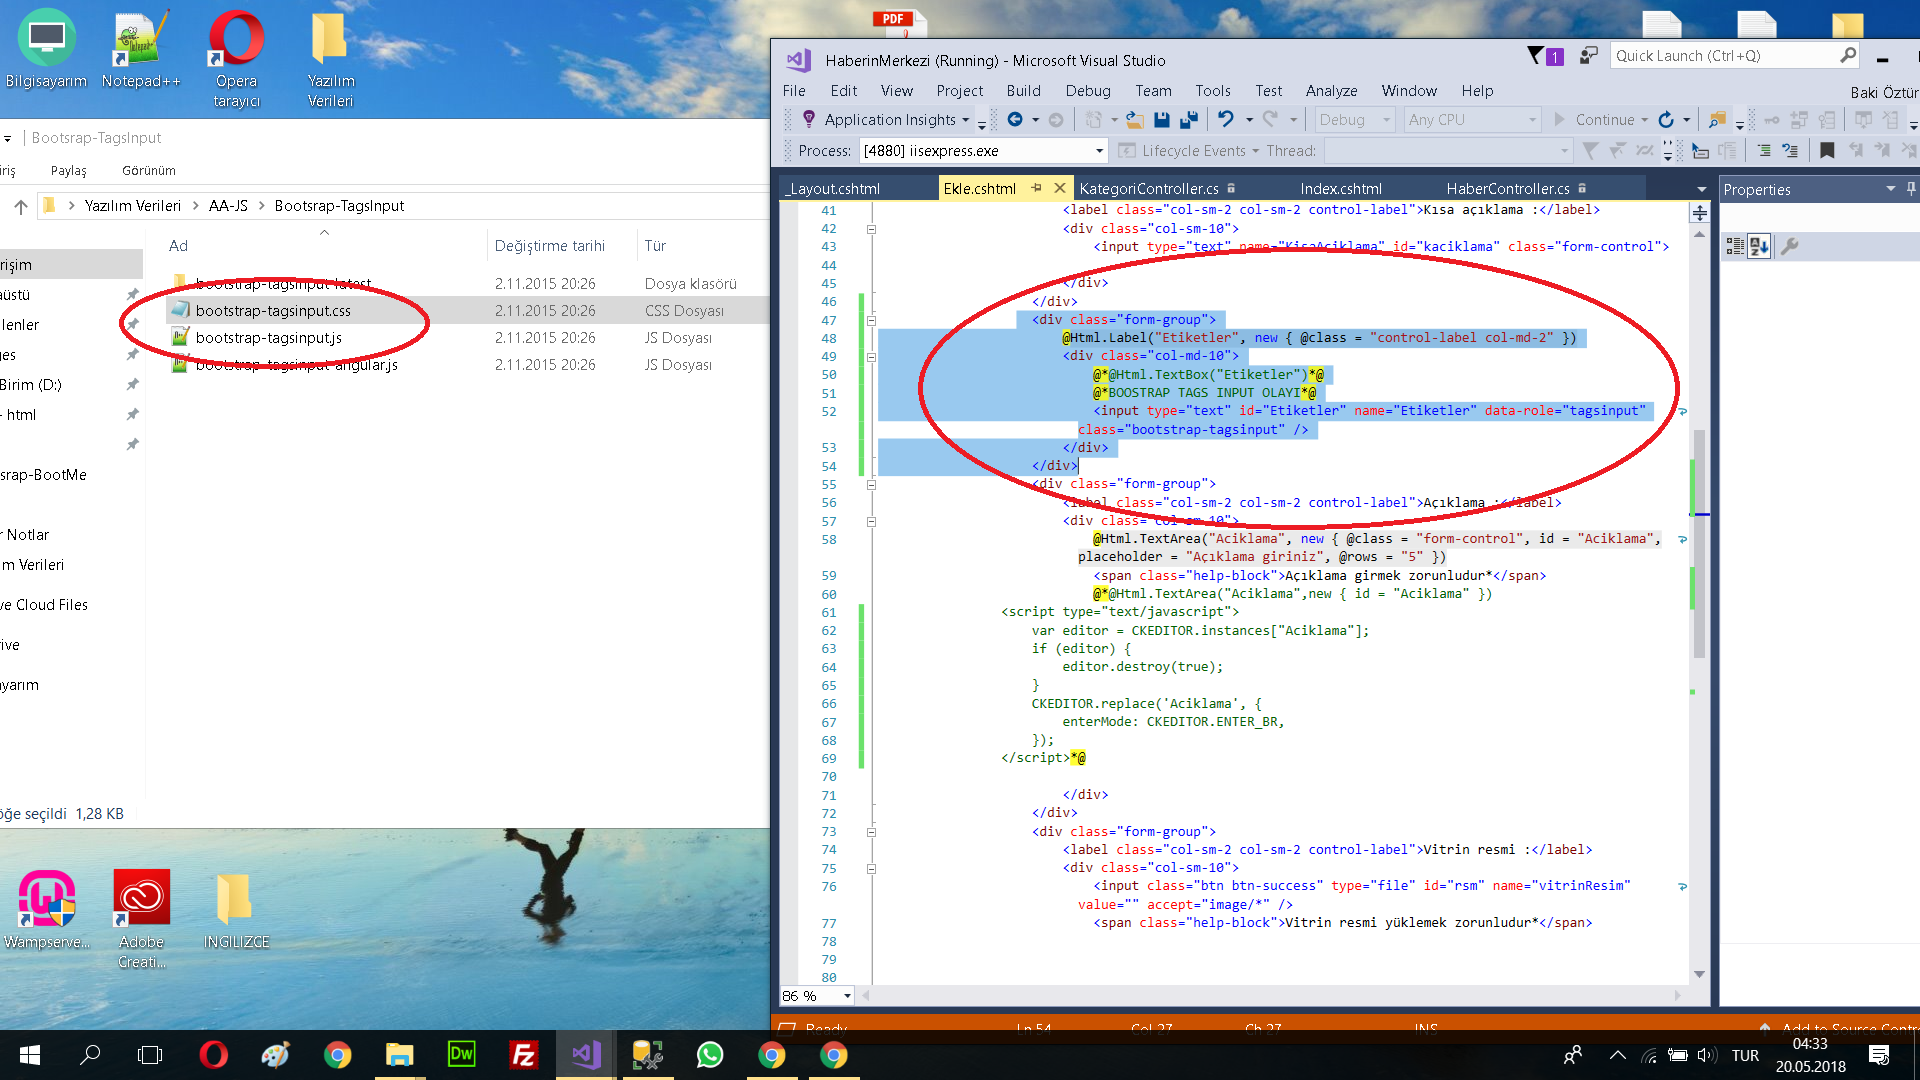 Bilgisayarım
Notepad++
Opera tarayıcı
Yazılım Verileri
PDF
Bootsrap-TagsInput
Paylaş
Görünüm
Yazılım Verileri > AA-JS > Bootsrap-TagsInput
Ad Değiştirme tarihi Tür
bootstrap-tagsinput-latest 2.11.2015 20:26 Dosya klasörü
bootstrap-tagsinput.css 2.11.2015 20:26 CSS Dosyası
bootstrap-tagsinput.js 2.11.2015 20:26 JS Dosyası
bootstrap-tagsinput-angular.js 2.11.2015 20:26 JS Dosyası
rişim
aüstü
lenler
ges
Birim (D:)
- html
srap-BootMe
r Notlar
m Verileri
ve Cloud Files
rive
ayarım
öğe seçildi 1,28 KB
Wampserve...
Adobe Creati...
INGILIZCE
HaberinMerkezi (Running) - Microsoft Visual Studio
1
Quick Launch (Ctrl+Q)
File Edit View Project Build Debug Team Tools Test Analyze Window Help
Baki Öztür
Application Insights Debug Any CPU Continue
Process: [4880] iisexpress.exe Lifecycle Events Thread:
_Layout.cshtml Ekle.cshtml KategoriController.cs Index.cshtml HaberController.cs
Properties
41 <label class="col-sm-2 col-sm-2 control-label">Kısa açıklama :</label>
42 <div class="col-sm-10">
43 <input type="text" name="KisaAciklama" id="kaciklama" class="form-control">
44
45 </div>
46 </div>
47 <div class="form-group">
48 @Html.Label("Etiketler", new { @class = "control-label col-md-2" })
49 <div class="col-md-10">
50 @*@Html.TextBox("Etiketler")*@
51 @*BOOSTRAP TAGS INPUT OLAYI*@
52 <input type="text" id="Etiketler" name="Etiketler" data-role="tagsinput"
class="bootstrap-tagsinput" />
53 </div>
54 </div>
55 <div class="form-group">
56 <label class="col-sm-2 col-sm-2 control-label">Açıklama :</label>
57 <div class="col-sm-10">
58 @Html.TextArea("Aciklama", new { @class = "form-control", id = "Aciklama",
placeholder = "Açıklama giriniz", @rows = "5" })
59 <span class="help-block">Açıklama girmek zorunludur*</span>
60 @*@Html.TextArea("Aciklama",new { id = "Aciklama" })
61 <script type="text/javascript">
62 var editor = CKEDITOR.instances["Aciklama"];
63 if (editor) {
64 editor.destroy(true);
65 }
66 CKEDITOR.replace('Aciklama', {
67 enterMode: CKEDITOR.ENTER_BR,
68 });
69 </script>*@
70
71 </div>
72 </div>
73 <div class="form-group">
74 <label class="col-sm-2 col-sm-2 control-label">Vitrin resmi :</label>
75 <div class="col-sm-10">
76 <input class="btn btn-success" type="file" id="rsm" name="vitrinResim"
value="" accept="image/*" />
77 <span class="help-block">Vitrin resmi yüklemek zorunludur*</span>
78
79
80
86 %
Ready Ln 54 Col 27 Ch 27 INS Add to Source Contr
TUR
04:33
20.05.2018